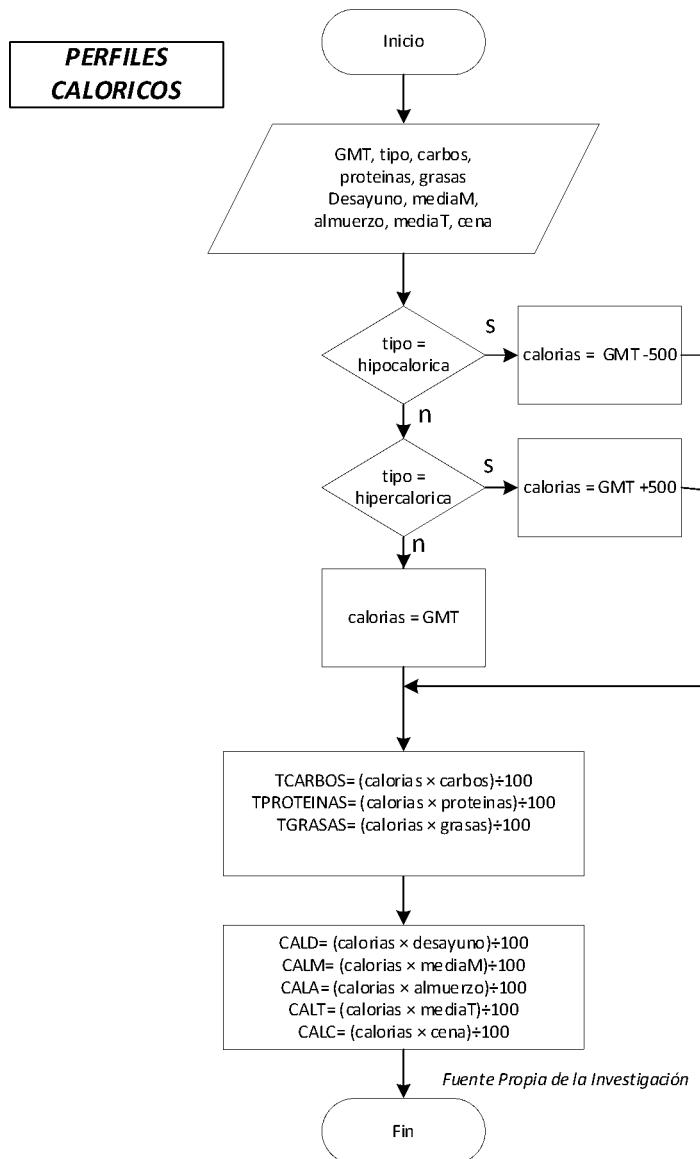 PERFILES
CALORICOS
Inicio
GMT, tipo, carbos,
proteinas, grasas
Desayuno, mediaM,
almuerzo, mediaT, cena
tipo =
hipocalorica
s
calorias = GMT -500
n
tipo =
hipercalorica
s
calorias = GMT +500
n
calorias = GMT
TCARBOS= (calorias × carbos)÷100
TPROTEINAS= (calorias × proteinas)÷100
TGRASAS= (calorias × grasas)÷100
CALD= (calorias × desayuno)÷100
CALM= (calorias × mediaM)÷100
CALA= (calorias × almuerzo)÷100
CALT= (calorias × mediaT)÷100
CALC= (calorias × cena)÷100
Fuente Propia de la Investigación
Fin